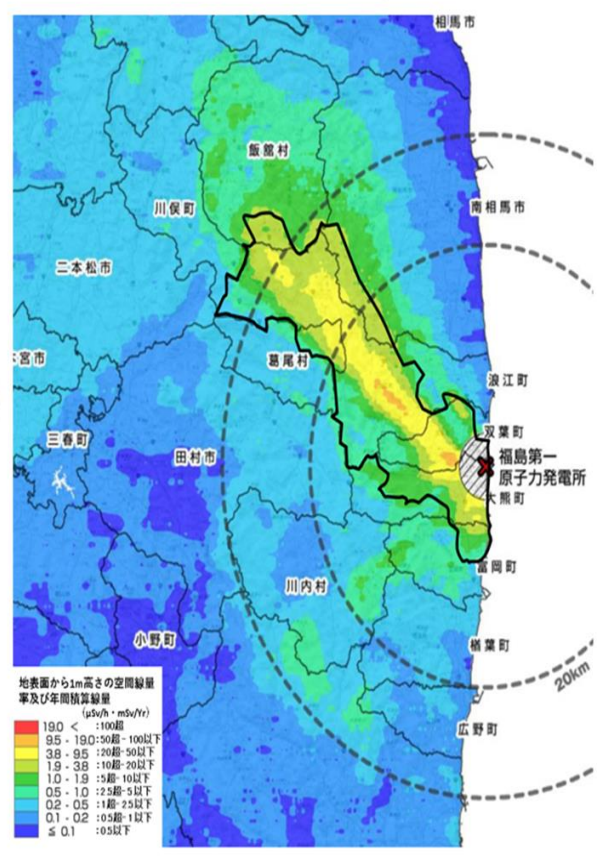 相馬市
飯舘村
川俣町
南相馬市
二本松市
宮市
葛尾村
浪江町
三春町
田村市
双葉町
福島第一
原子力発電所
大熊町
富岡町
川内村
小野町
楢葉町
20km
広野町
地表面から1m高さの空間線量
率及び年間積算線量
(μSv/h・mSv/Yr)
19.0 < :100超
9.5 - 19.0 :50超-100以下
3.8 - 9.5 :20超-50以下
1.9 - 3.8 :10超-20以下
1.0 - 1.9 :5超-10以下
0.5 - 1.0 :2.5超-5以下
0.2 - 0.5 :1超-2.5以下
0.1 - 0.2 :0.5超-1以下
≦ 0.1 :0.5以下